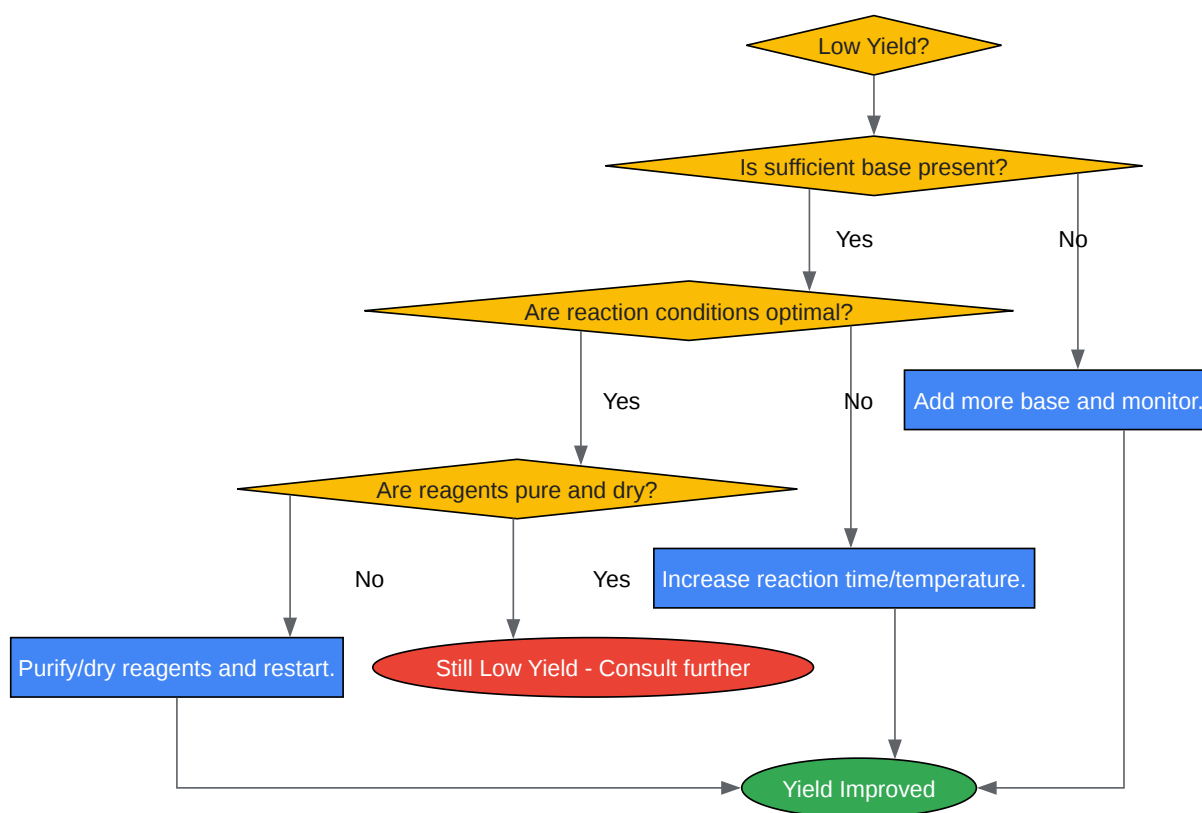 Low Yield?
Is sufficient base present?
Yes
No
Are reaction conditions optimal?
Yes
No
Add more base and monitor.
Are reagents pure and dry?
No
Yes
Increase reaction time/temperature.
Purify/dry reagents and restart.
Still Low Yield - Consult further
Yield Improved